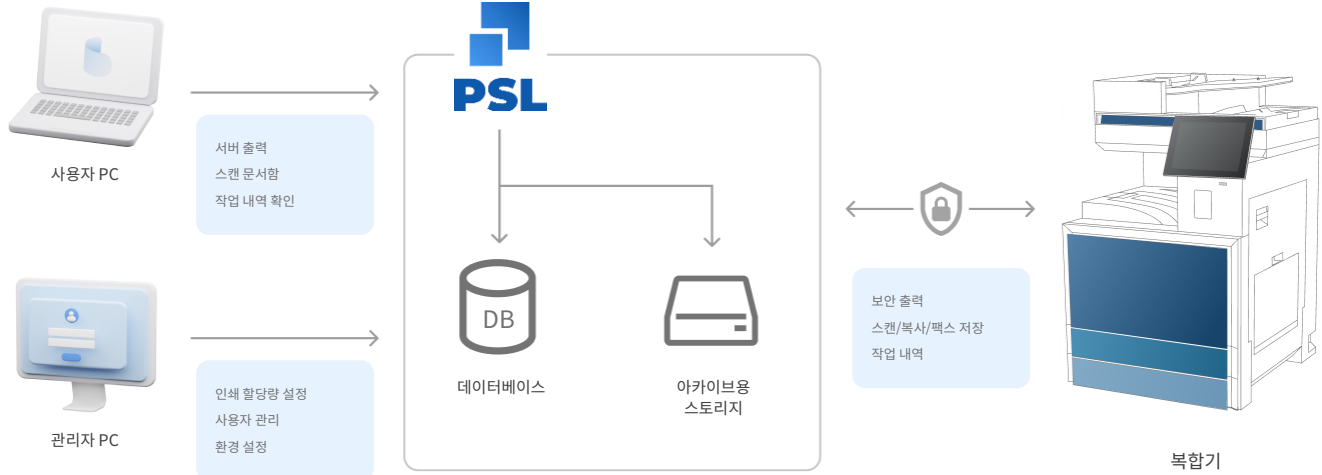 사용자 PC
서버 출력
스캔 문서함
작업 내역 확인
관리자 PC
인쇄 할당량 설정
사용자 관리
환경 설정
PSL
DB
데이터베이스
아카이브용
스토리지
보안 출력
스캔/복사/팩스 저장
작업 내역
복합기